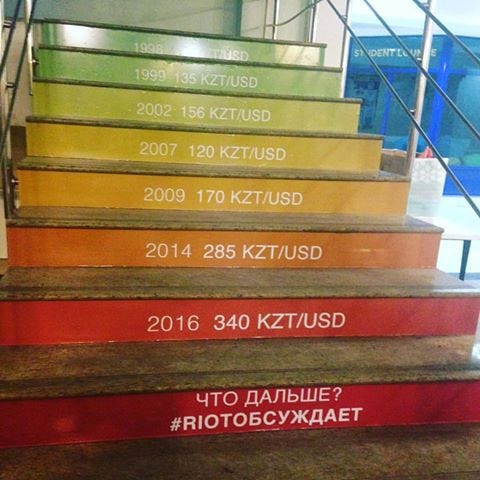 1998 KZT/USD
STUDENT LOUNGE
1999 135 KZT/USD
2002 156 KZT/USD
2007 120 KZT/USD
2009 170 KZT/USD
2014 285 KZT/USD
2016 340 KZT/USD
ЧТО ДАЛЬШЕ?
#RIOTОБСУЖДАЕТ